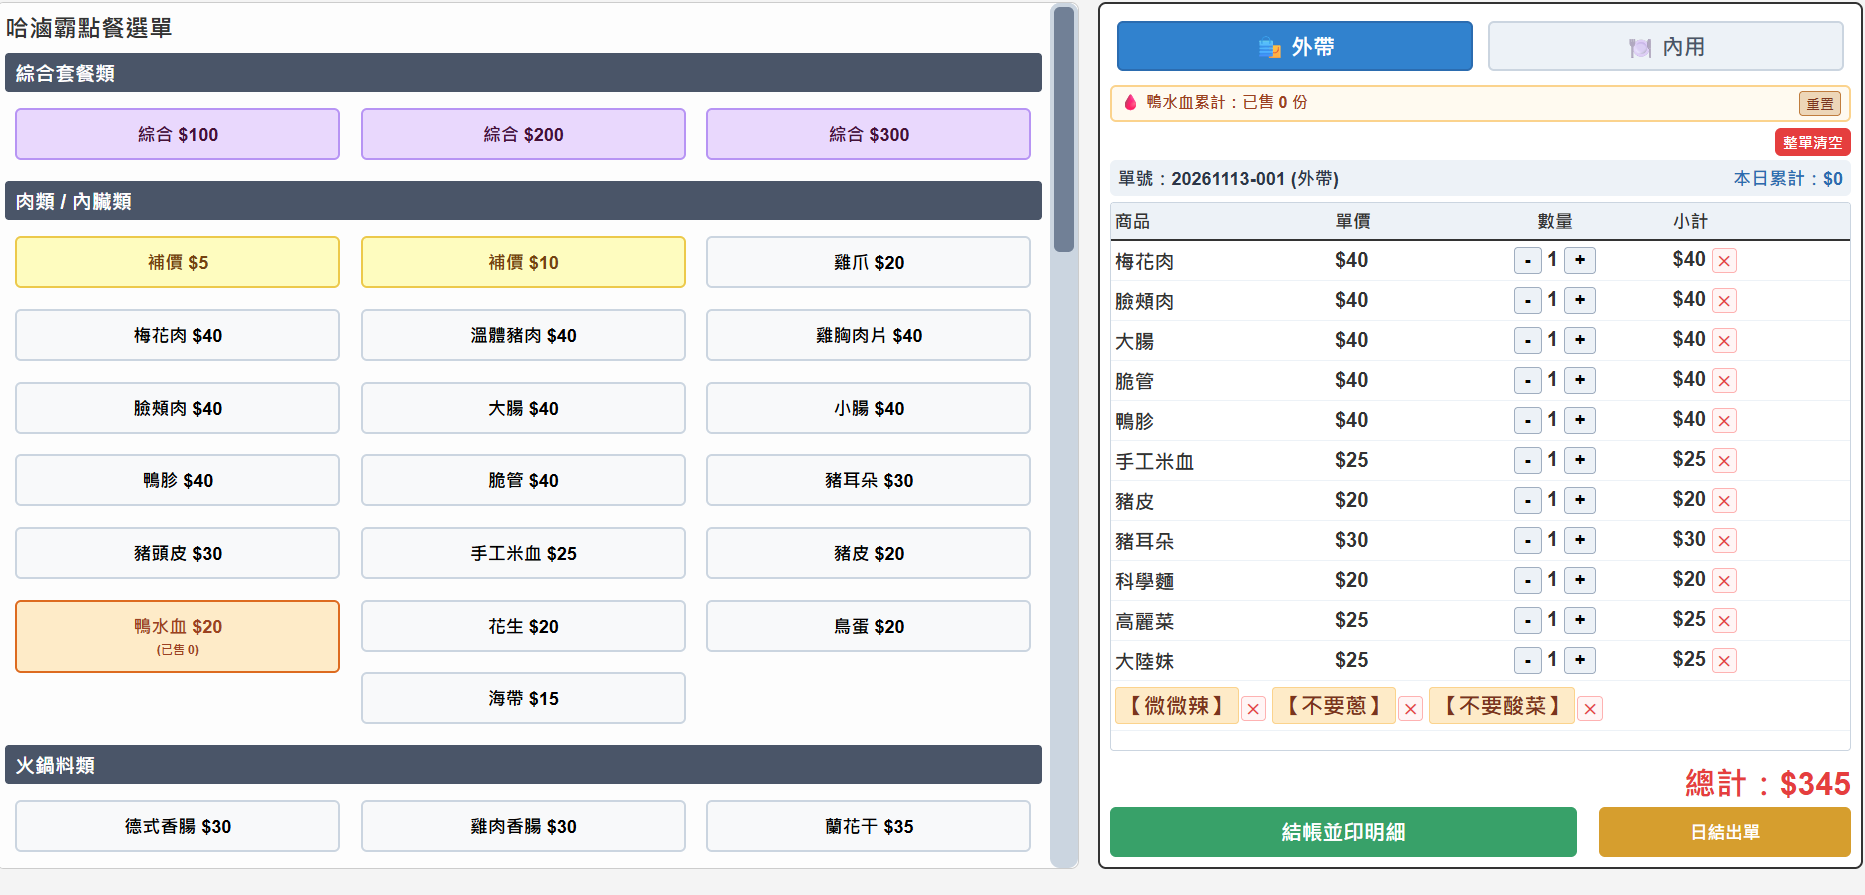 哈滷霸點餐選單
綜合套餐類
綜合 $100 綜合 $200 綜合 $300
肉類 / 內臟類
補價 $5 補價 $10 雞爪 $20
梅花肉 $40 溫體豬肉 $40 雞胸肉片 $40
臉頰肉 $40 大腸 $40 小腸 $40
鴨胗 $40 脆管 $40 豬耳朵 $30
豬頭皮 $30 手工米血 $25 豬皮 $20
鴨水血 $20 花生 $20 鳥蛋 $20
(已售 0)
海帶 $15
火鍋料類
德式香腸 $30 雞肉香腸 $30 蘭花干 $35
外帶 內用
鴨水血累計：已售 0 份 重置
整單清空
單號：20261113-001 (外帶) 本日累計：$0
商品 單價 數量 小計
梅花肉 $40 - 1 + $40 ×
臉頰肉 $40 - 1 + $40 ×
大腸 $40 - 1 + $40 ×
脆管 $40 - 1 + $40 ×
鴨胗 $40 - 1 + $40 ×
手工米血 $25 - 1 + $25 ×
豬皮 $20 - 1 + $20 ×
豬耳朵 $30 - 1 + $30 ×
科學麵 $20 - 1 + $20 ×
高麗菜 $25 - 1 + $25 ×
大陸妹 $25 - 1 + $25 ×
【微微辣】 × 【不要蔥】 × 【不要酸菜】 ×
總計：$345
結帳並印明細 日結出單